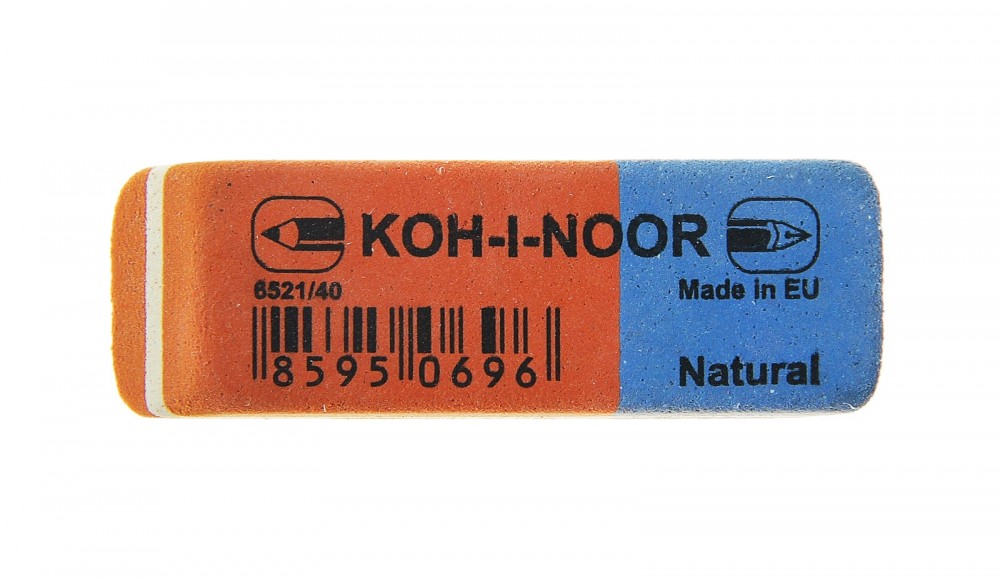 KOH-I-NOOR
6521/40
Made in EU
8595 0696
Natural